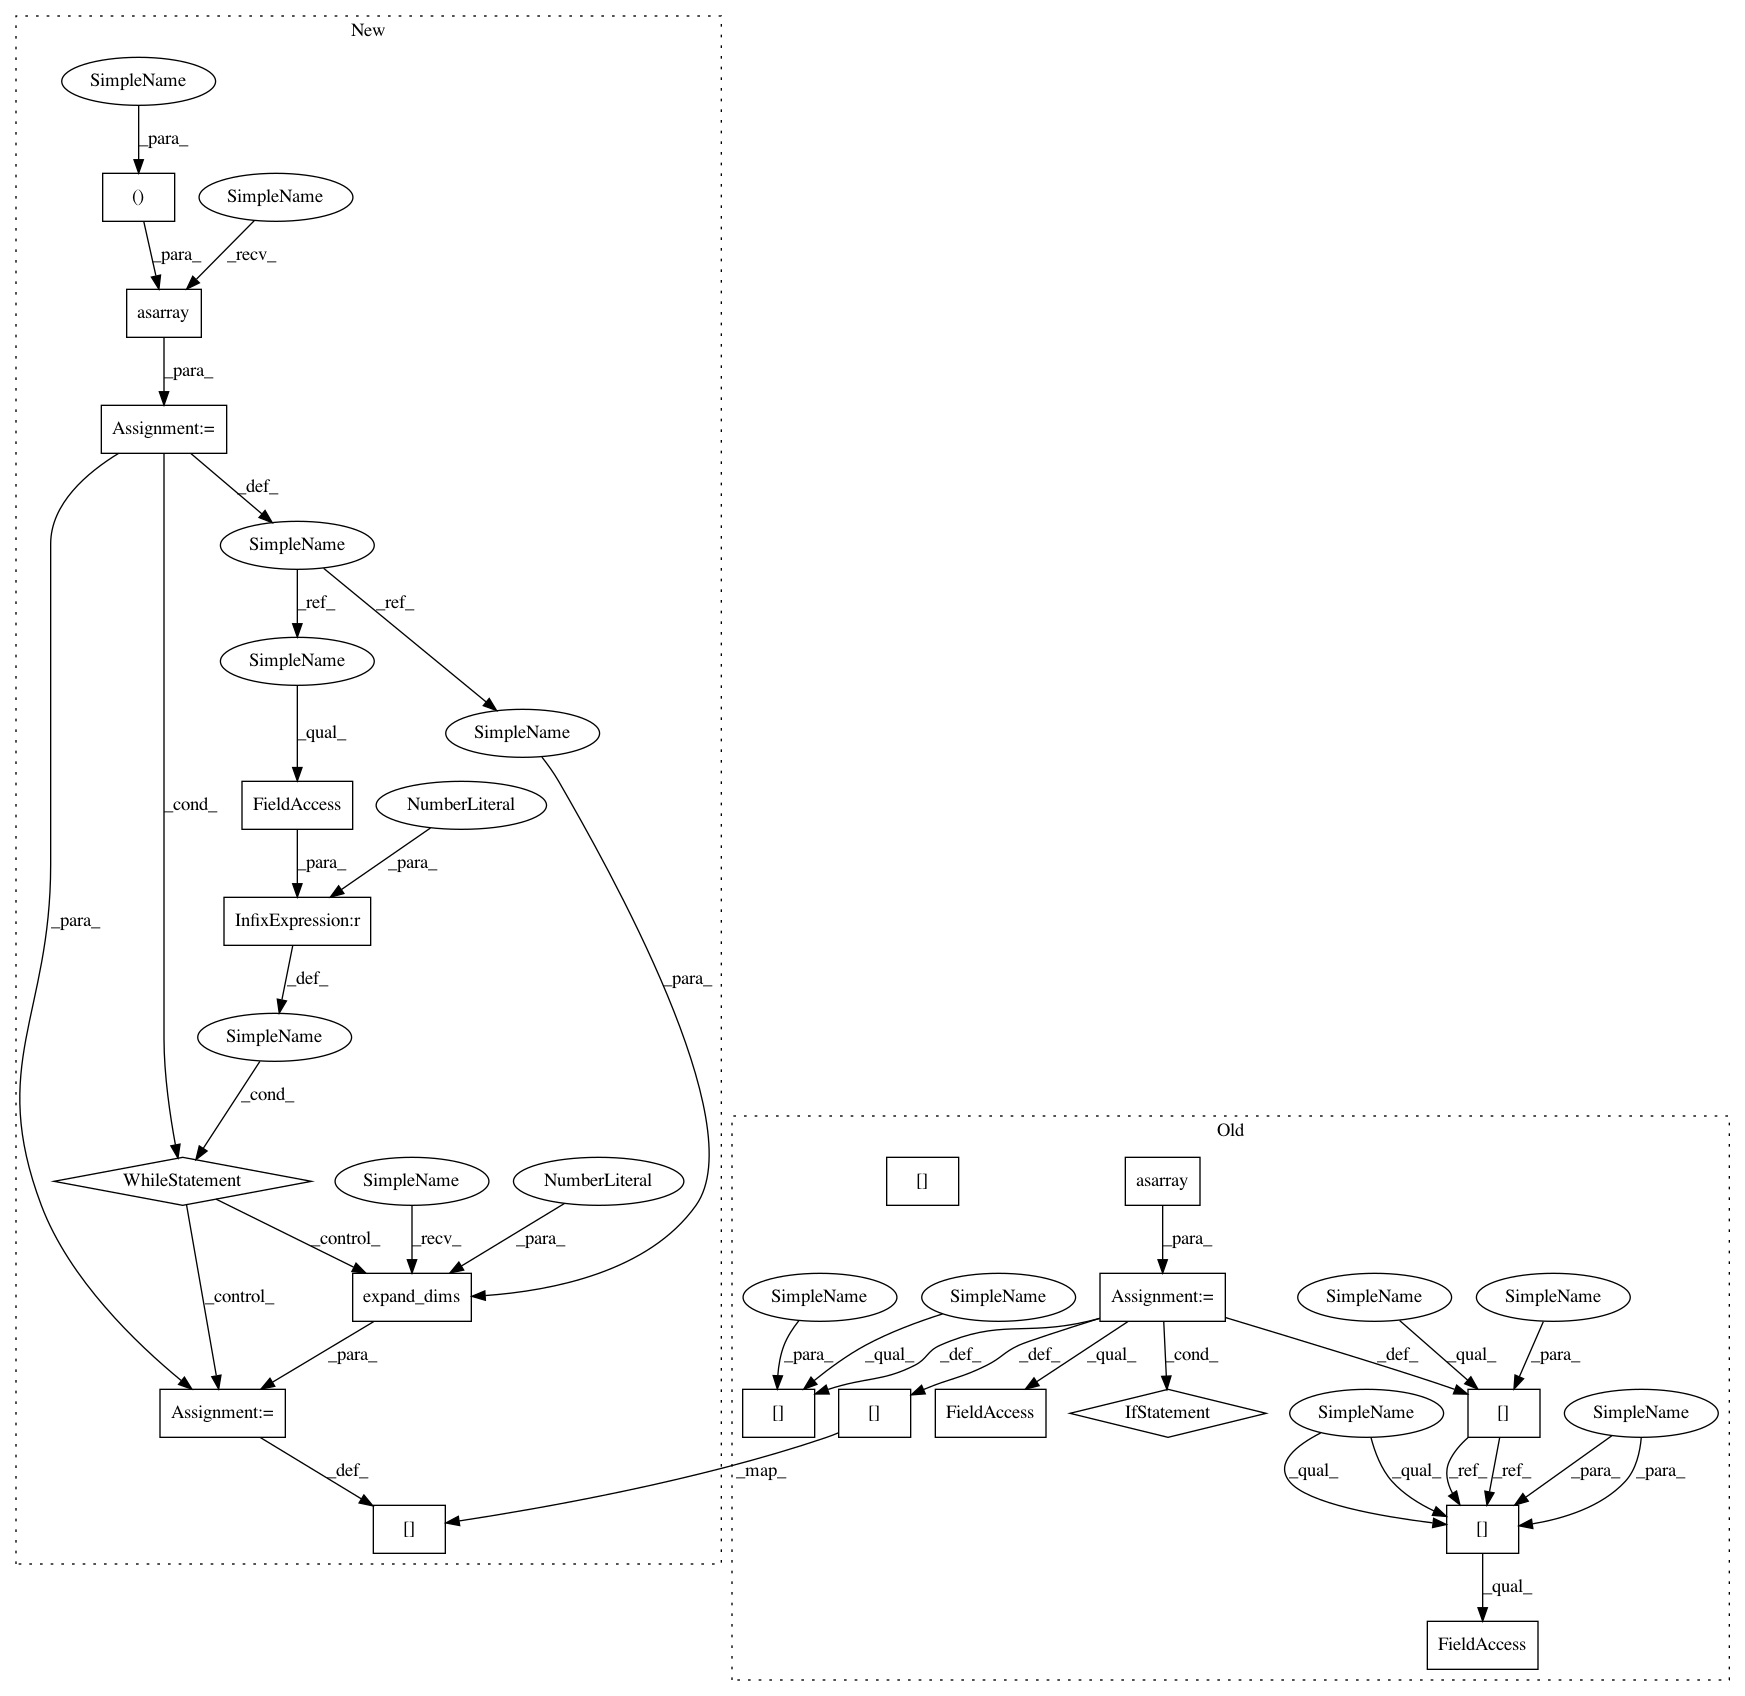 New
SimpleName
_para_
()
SimpleName
_para_
_recv_
asarray
_para_
Assignment:=
_def_
SimpleName
_ref_
_ref_
SimpleName
SimpleName
_qual_
_cond_
FieldAccess
NumberLiteral
_para_
_para_
_para_
InfixExpression:r
_def_
_para_
SimpleName
_cond_
WhileStatement
SimpleName
NumberLiteral
_control_
_recv_
_para_
_control_
expand_dims
_para_
Assignment:=
_def_
[]
_map_
Old
[]
asarray
_para_
SimpleName
SimpleName
Assignment:=
SimpleName
SimpleName
_para_
_qual_
_def_
_def_
_qual_
_cond_
_def_
_qual_
_para_
[]
[]
FieldAccess
IfStatement
SimpleName
[]
SimpleName
_qual_
_qual_
_ref_
_ref_
_para_
_para_
[]
_qual_
FieldAccess